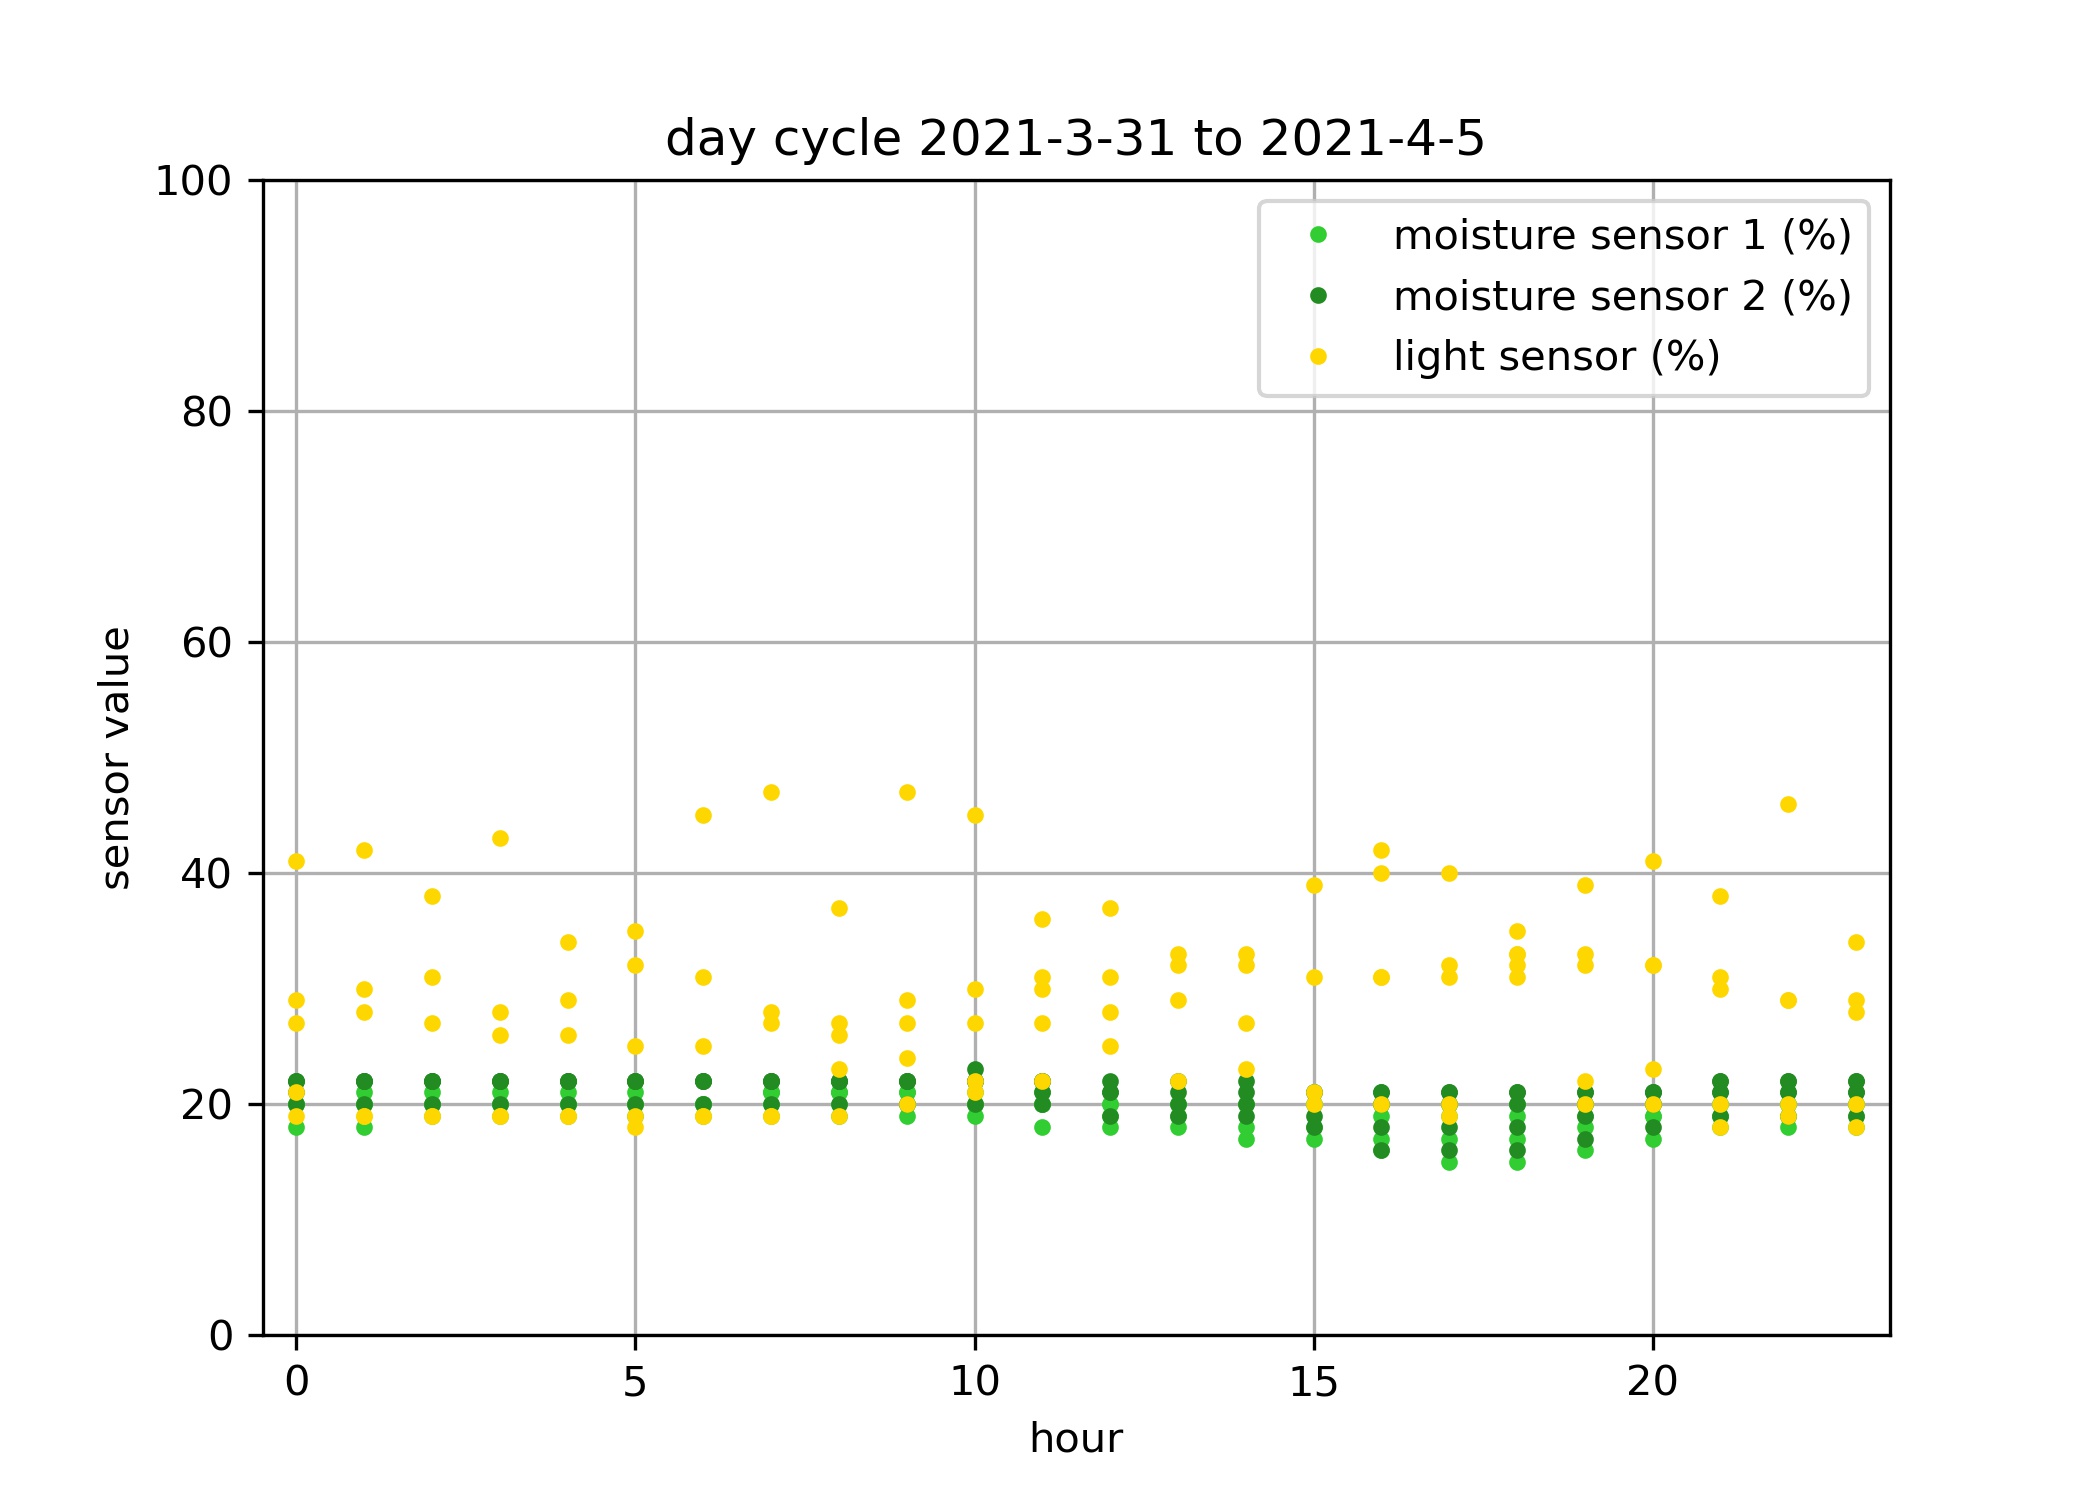 day cycle 2021-3-31 to 2021-4-5
100
80
60
40
20
0
sensor value
moisture sensor 1 (%)
moisture sensor 2 (%)
light sensor (%)
0 5 10 15 20
hour